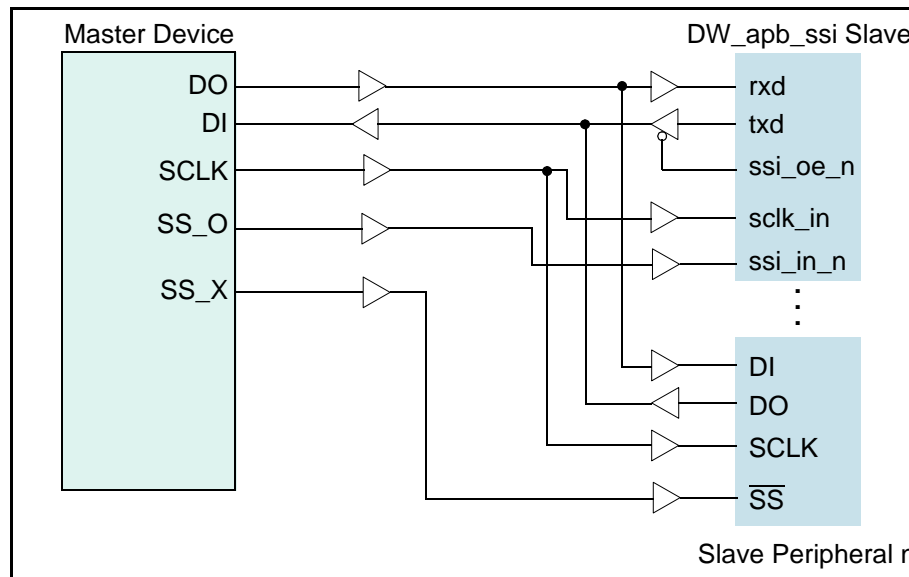 Master Device
DO
DI
SCLK
SS_O
SS_X
DW_apb_ssi Slave
rxd
txd
ssi_oe_n
sclk_in
ssi_in_n
DI
DO
SCLK
SS
Slave Peripheral n